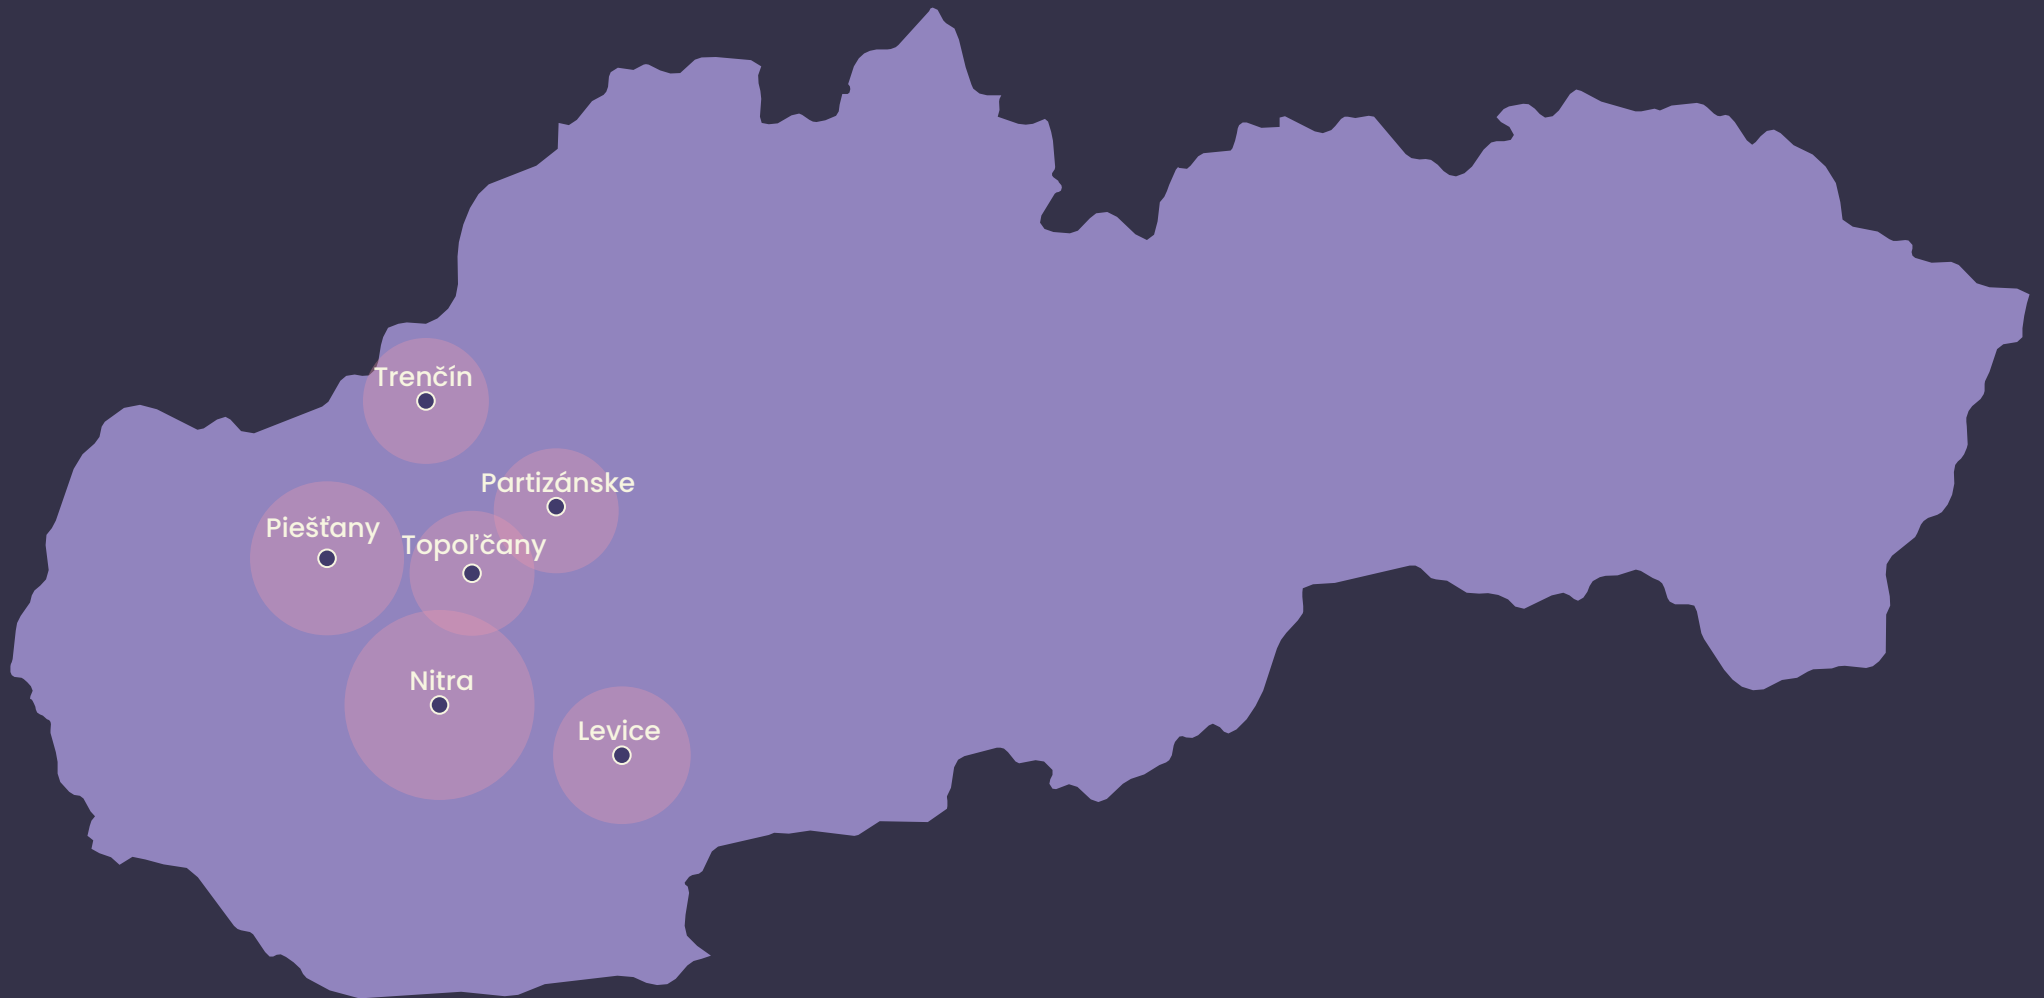 Trenčín
Partizánske
Piešťany
Topoľčany
Nitra
Levice